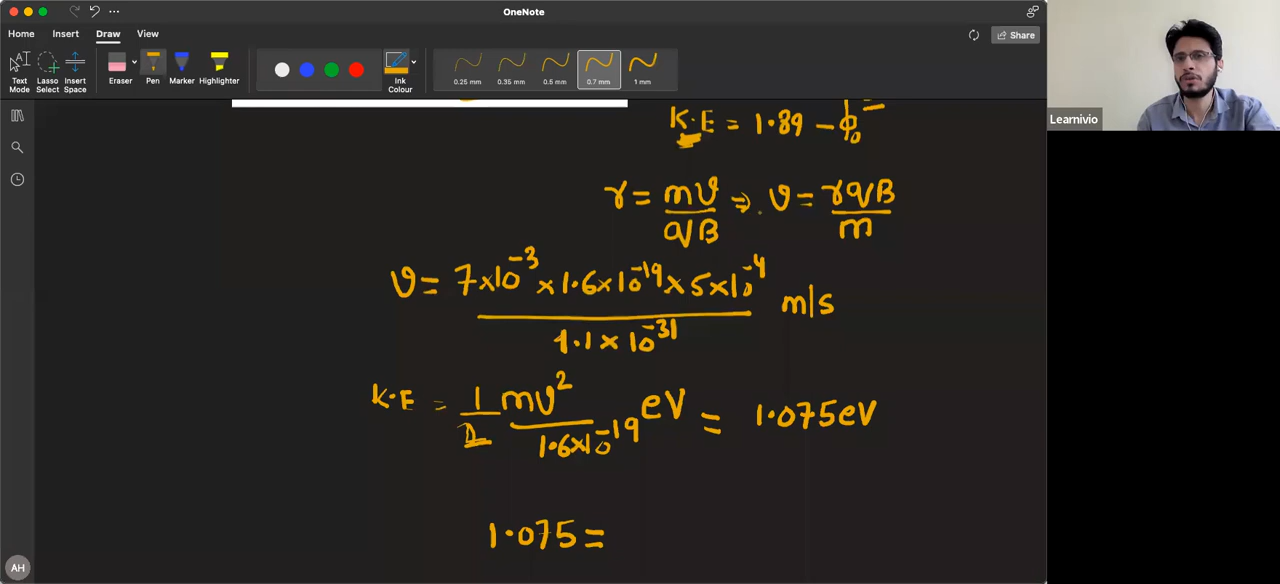 OneNote
Home Insert Draw View
Share
Text Mode
Lasso Select
Insert Space
Eraser
Pen
Marker
Highlighter
Ink Colour
0.25 mm
0.35 mm
0.5 mm
0.7 mm
1 mm
Learnivio
K.E = 1.89 - ϕ₀
r = mv/qB ⇒ v = rqB/m
v = 7×10⁻³ × 1.6×10⁻¹⁹ × 5×10⁻⁴ / 9.1×10⁻³¹ m/s
K.E = 1/2 mv²/1.6×10⁻¹⁹ eV = 1.075eV
1.075 =
AH